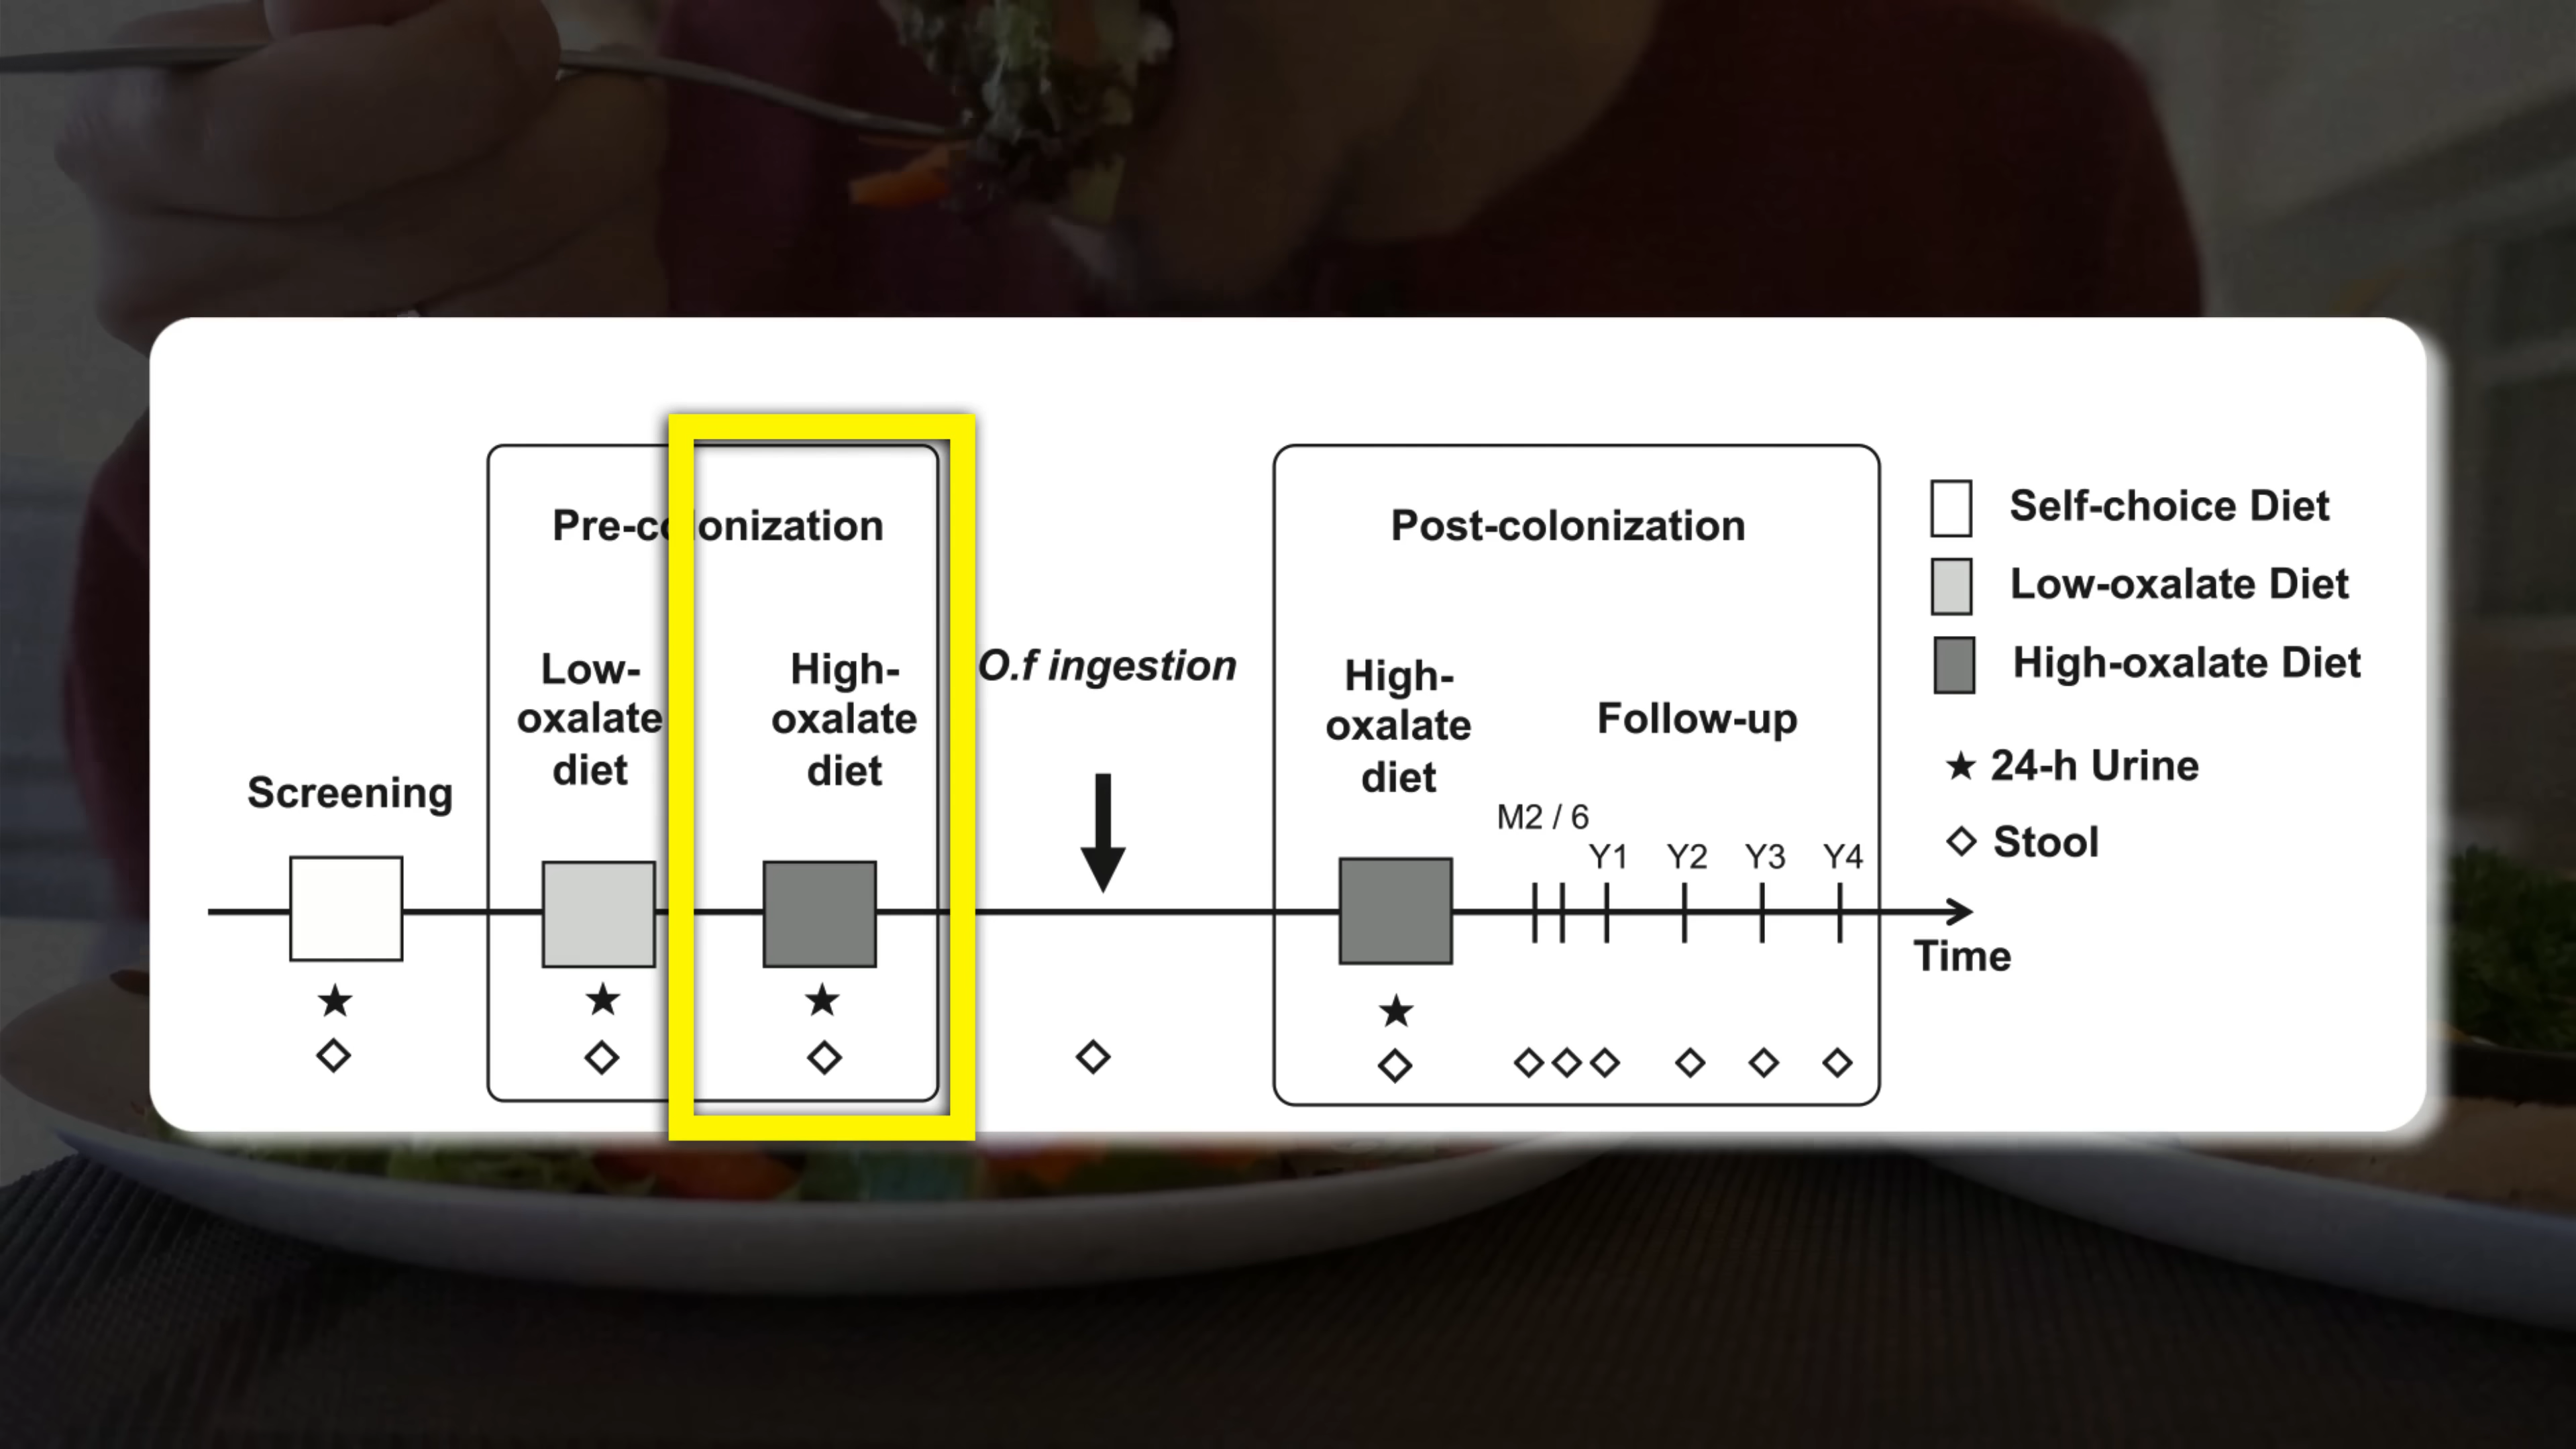 Pre-colonization
Post-colonization
Self-choice Diet
Low-oxalate Diet
High-oxalate Diet
Low-
oxalate
diet
High-
oxalate
diet
O.f ingestion
High-
oxalate
diet
Follow-up
Screening
M2 / 6
Y1
Y2
Y3
Y4
24-h Urine
Stool
Time